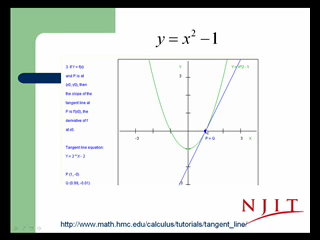 y = x² − 1
3. If Y = f(x)
and P is at
(x0, y0), then
the slope of the
tangent line at
P is f'(x0), the
derivative of f
at x0.
Tangent line equation:
Y = 2 * X - 2
P (1, -0)
Q (0.99, -0.01)
3
-3
3
X
P = Q
NJIT
http://www.math.hmc.edu/calculus/tutorials/tangent_line/